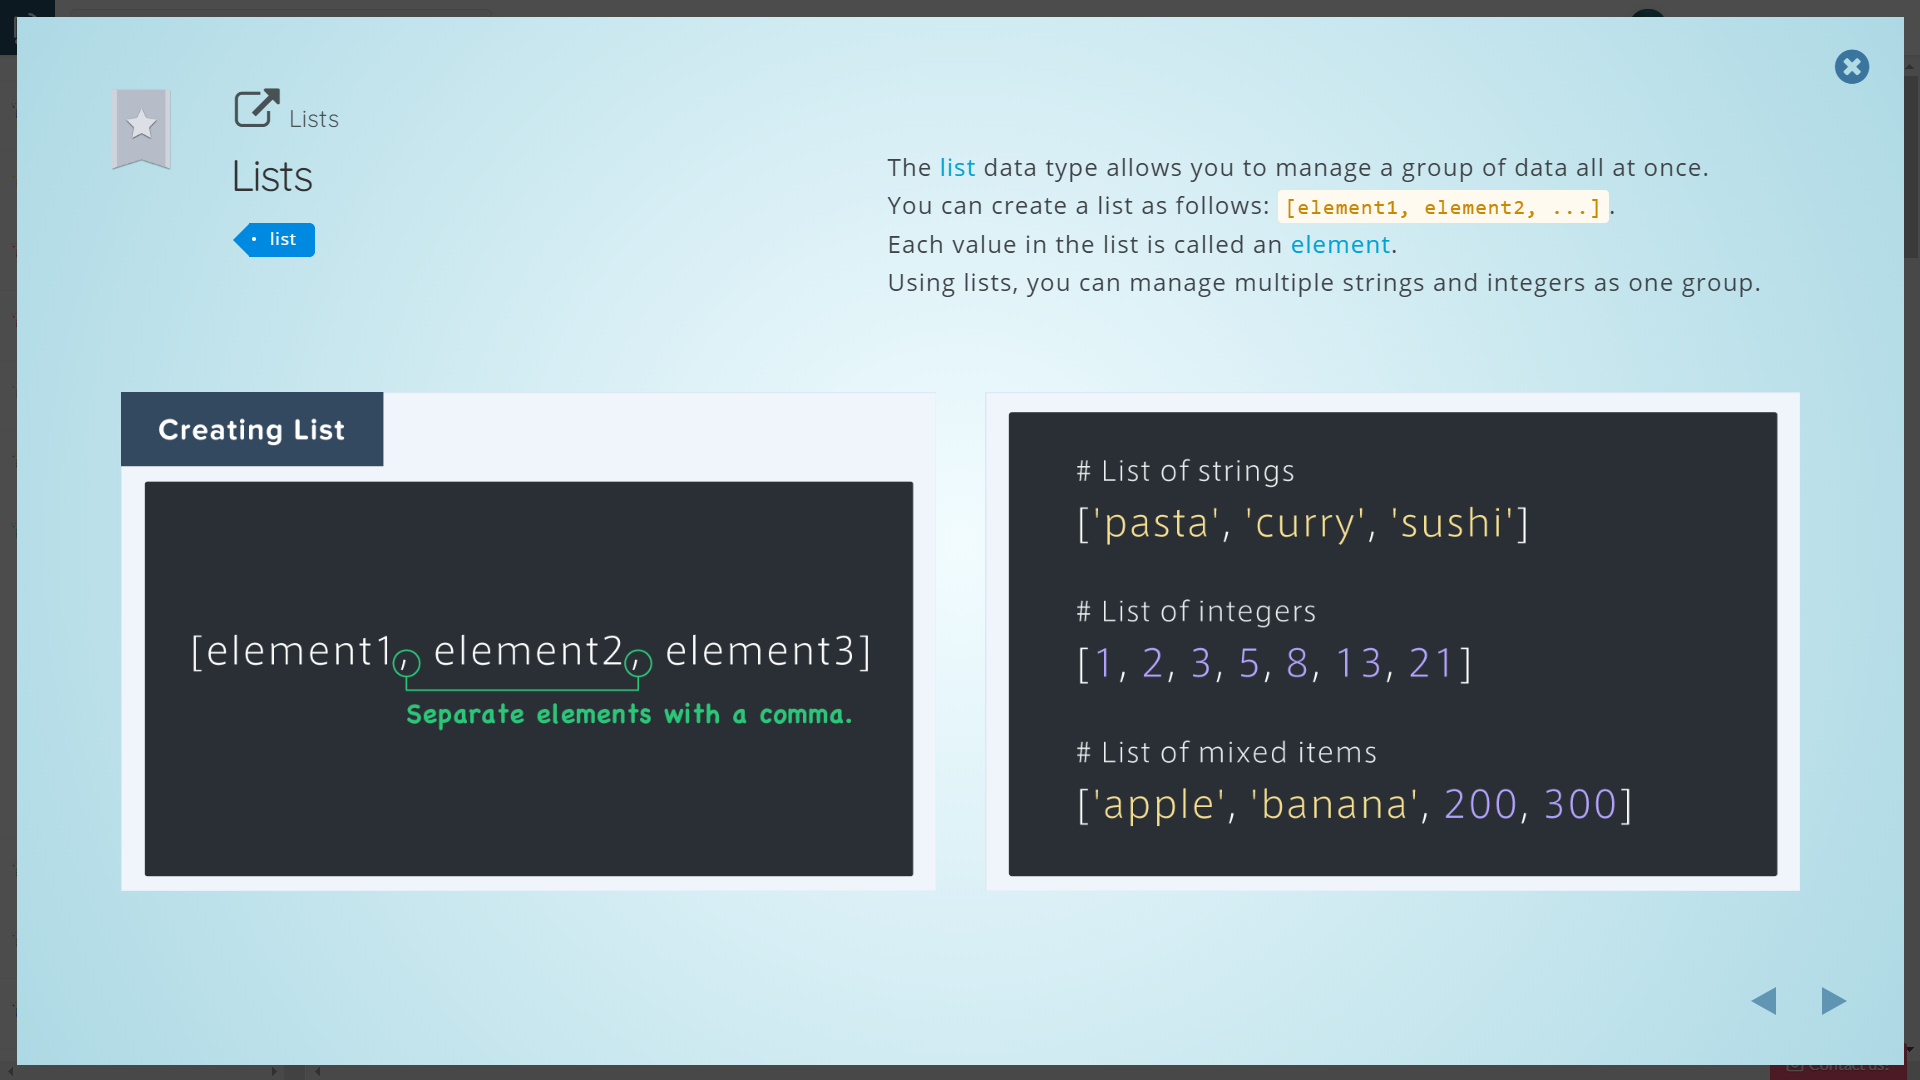 Lists
Lists
list
The list data type allows you to manage a group of data all at once.
You can create a list as follows: [element1, element2, ...].
Each value in the list is called an element.
Using lists, you can manage multiple strings and integers as one group.
Creating List
[element1, element2, element3]
Separate elements with a comma.
# List of strings
['pasta', 'curry', 'sushi']
# List of integers
[1, 2, 3, 5, 8, 13, 21]
# List of mixed items
['apple', 'banana', 200, 300]
Contact us!